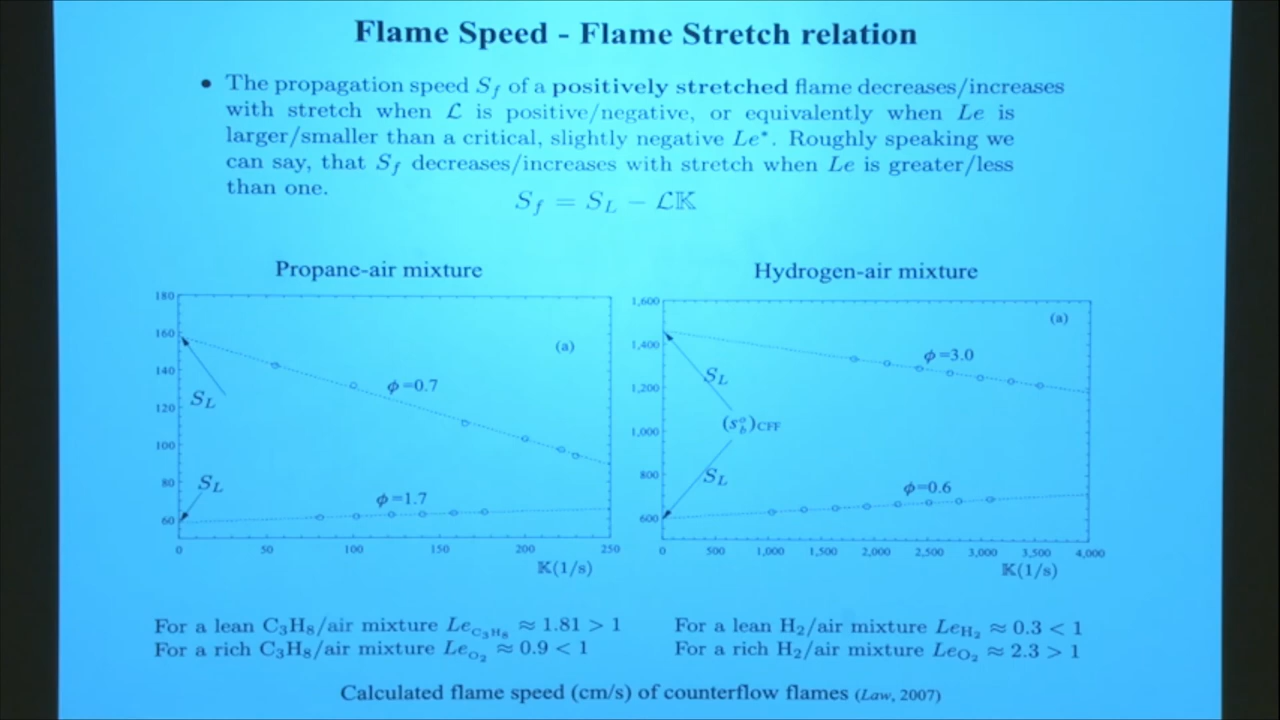 Flame Speed - Flame Stretch relation
• The propagation speed S_f of a positively stretched flame decreases/increases
with stretch when ℒ is positive/negative, or equivalently when Le is
larger/smaller than a critical, slightly negative Le*. Roughly speaking we
can say, that S_f decreases/increases with stretch when Le is greater/less
than one.
S_f = S_L − ℒ𝕂
Propane-air mixture
180
160
140
120
100
80
60
0 50 100 150 200 250
(a)
ϕ=0.7
S_L
S_L
ϕ=1.7
𝕂(1/s)
Hydrogen-air mixture
1,600
1,400
1,200
1,000
800
600
0 500 1,000 1,500 2,000 2,500 3,000 3,500 4,000
(a)
ϕ=3.0
S_L
(s_b^o)_CFF
S_L
ϕ=0.6
𝕂(1/s)
For a lean C₃H₈/air mixture Le_C₃H₈ ≈ 1.81 > 1
For a rich C₃H₈/air mixture Le_O₂ ≈ 0.9 < 1
For a lean H₂/air mixture Le_H₂ ≈ 0.3 < 1
For a rich H₂/air mixture Le_O₂ ≈ 2.3 > 1
Calculated flame speed (cm/s) of counterflow flames (Law, 2007)